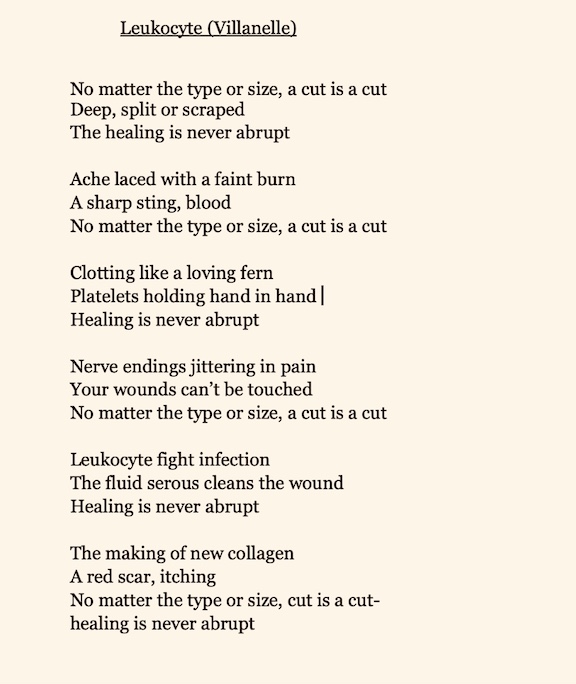 Leukocyte (Villanelle)
No matter the type or size, a cut is a cut
Deep, split or scraped
The healing is never abrupt
Ache laced with a faint burn
A sharp sting, blood
No matter the type or size, a cut is a cut
Clotting like a loving fern
Platelets holding hand in hand
Healing is never abrupt
Nerve endings jittering in pain
Your wounds can’t be touched
No matter the type or size, a cut is a cut
Leukocyte fight infection
The fluid serous cleans the wound
Healing is never abrupt
The making of new collagen
A red scar, itching
No matter the type or size, cut is a cut-
healing is never abrupt